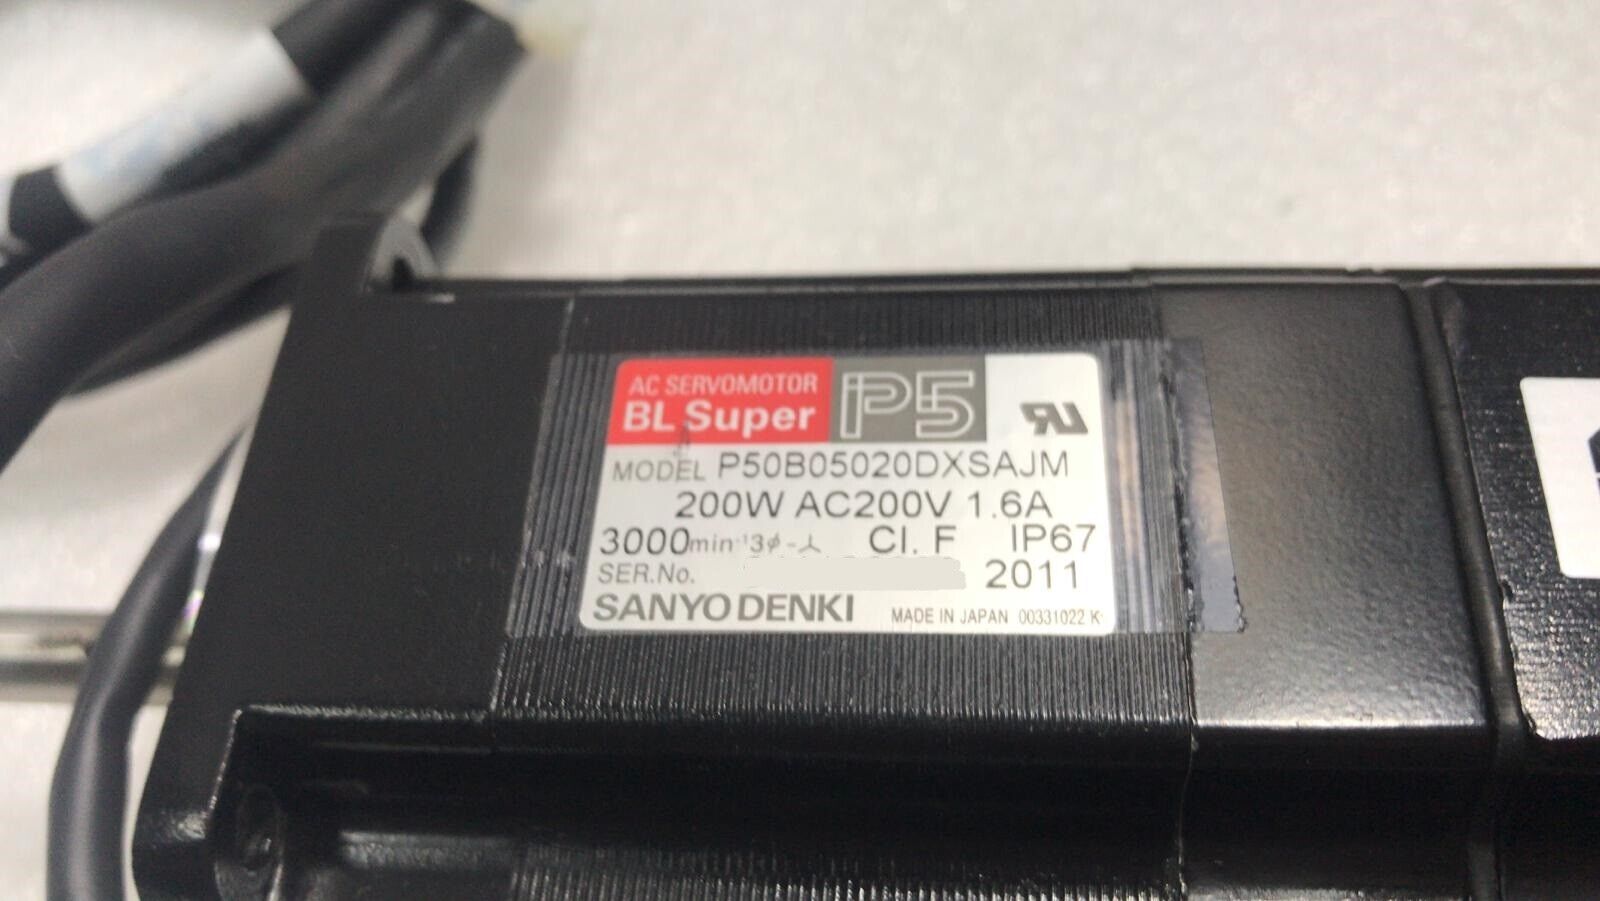 AC SERVOMOTOR
BL Super P5
MODEL P50B05020DXSAJM
200W AC200V 1.6A
3000min⁻¹ 3ϕ-⅄ CI. F IP67
SER.No. 2011
SANYO DENKI MADE IN JAPAN 00331022 K